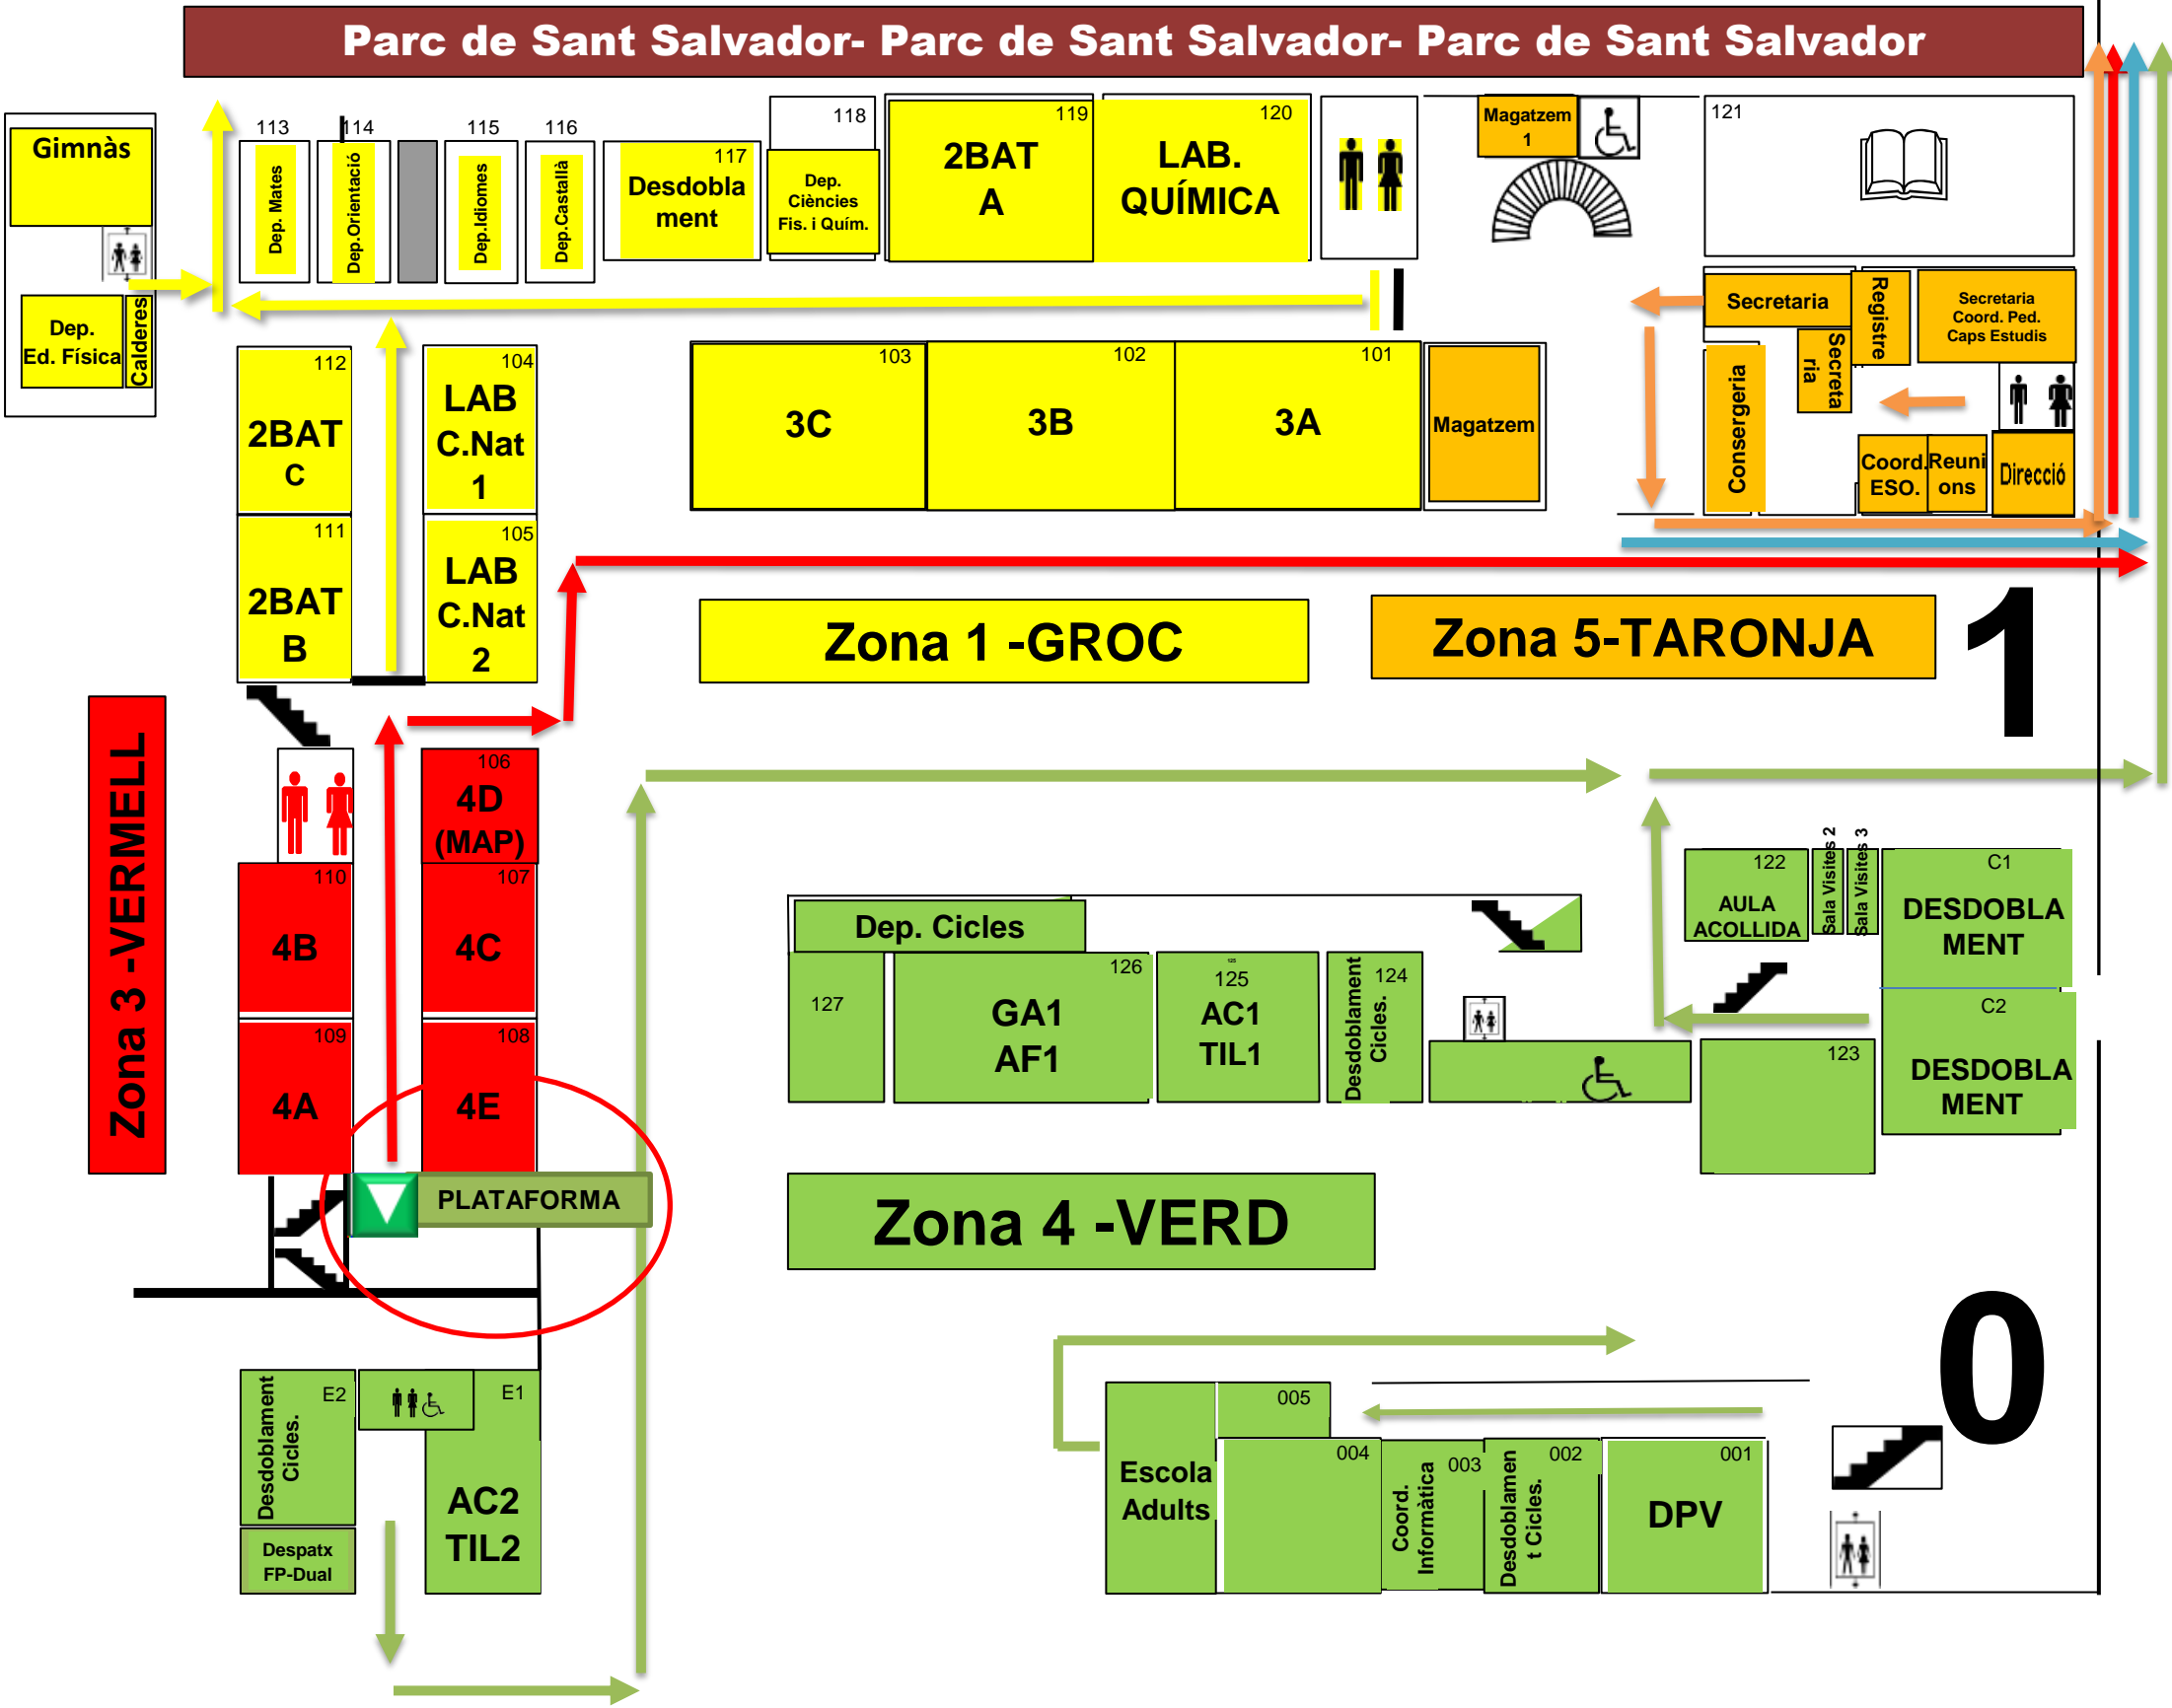 Parc de Sant Salvador- Parc de Sant Salvador- Parc de Sant Salvador
Gimnàs
Dep.
Ed. Física
Calderes
113
Dep. Mates
114
Dep.Orientació
115
Dep.Idiomes
116
Dep.Castallà
117
Desdobla
ment
118
Dep.
Ciències
Fis. i Quím.
119
2BAT
A
120
LAB.
QUÍMICA
Magatzem
1
121
Secretaria
Registre
Secretaria
Coord. Ped.
Caps Estudis
Secreta
ria
Consergeria
Coord.
ESO.
Reuni
ons
Direcció
112
2BAT
C
104
LAB
C.Nat
1
103
3C
102
3B
101
3A
Magatzem
111
2BAT
B
105
LAB
C.Nat
2
Zona 1 -GROC
Zona 5-TARONJA
1
Zona 3 -VERMELL
106
4D
(MAP)
110
4B
107
4C
109
4A
108
4E
PLATAFORMA
122
AULA
ACOLLIDA
Sala Visites 2
Sala Visites 3
C1
DESDOBLA
MENT
C2
DESDOBLA
MENT
123
Dep. Cicles
127
126
GA1
AF1
125
125
AC1
TIL1
124
Desdoblament
Cicles.
Zona 4 -VERD
0
E2
Desdoblament
Cicles.
Despatx
FP-Dual
E1
AC2
TIL2
Escola
Adults
005
004
003
Coord.
Informàtica
002
Desdoblamen
t Cicles.
001
DPV